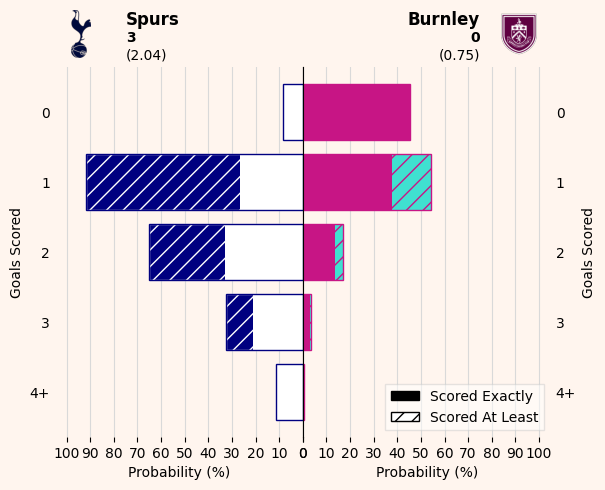 Spurs
3
(2.04)
Burnley
0
(0.75)
Goals Scored
0
1
2
3
4+
0
1
2
3
4+
Goals Scored
Scored Exactly
Scored At Least
100 90 80 70 60 50 40 30 20 10 0
0 10 20 30 40 50 60 70 80 90 100
Probability (%)
Probability (%)